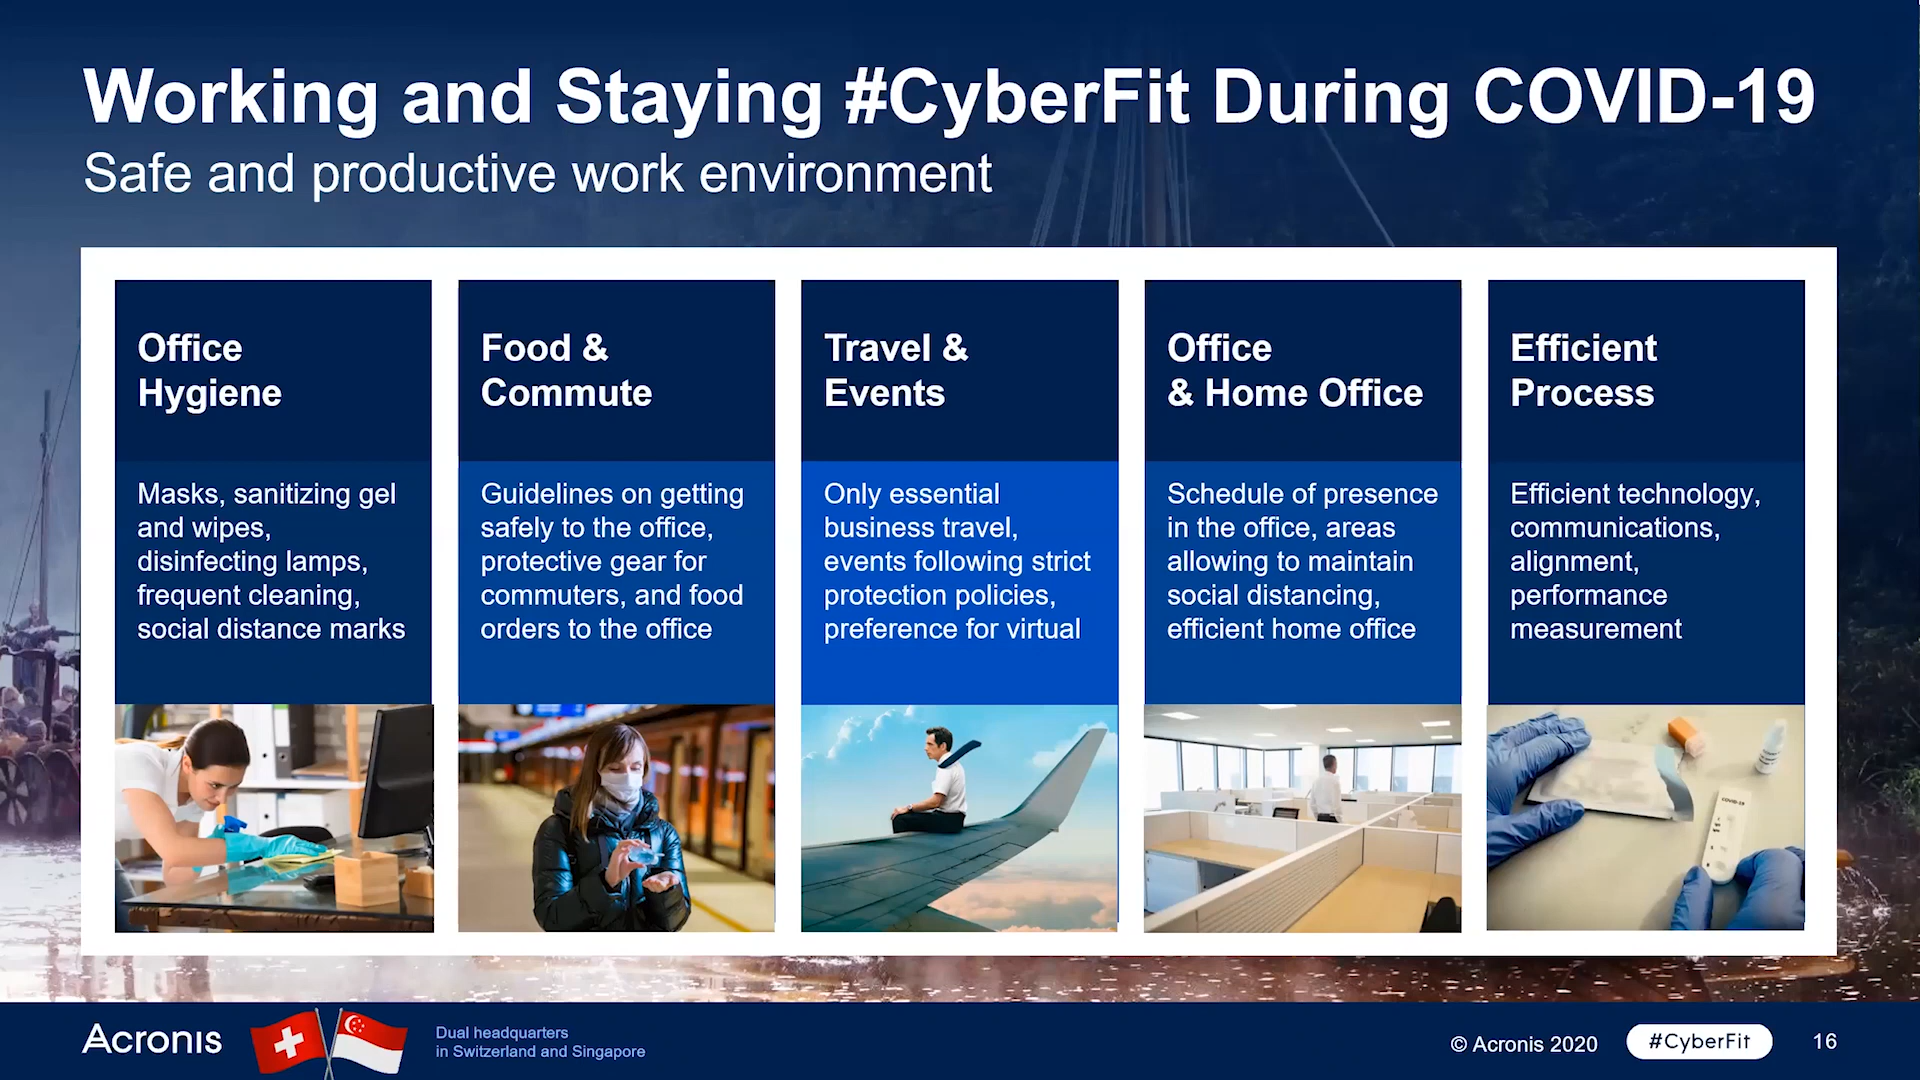 Working and Staying #CyberFit During COVID-19
Safe and productive work environment
Office
Hygiene
Masks, sanitizing gel
and wipes,
disinfecting lamps,
frequent cleaning,
social distance marks
Food &
Commute
Guidelines on getting
safely to the office,
protective gear for
commuters, and food
orders to the office
Travel &
Events
Only essential
business travel,
events following strict
protection policies,
preference for virtual
Office
& Home Office
Schedule of presence
in the office, areas
allowing to maintain
social distancing,
efficient home office
Efficient
Process
Efficient technology,
communications,
alignment,
performance
measurement
COVID-19
Acronis
Dual headquarters
in Switzerland and Singapore
© Acronis 2020
#CyberFit
16